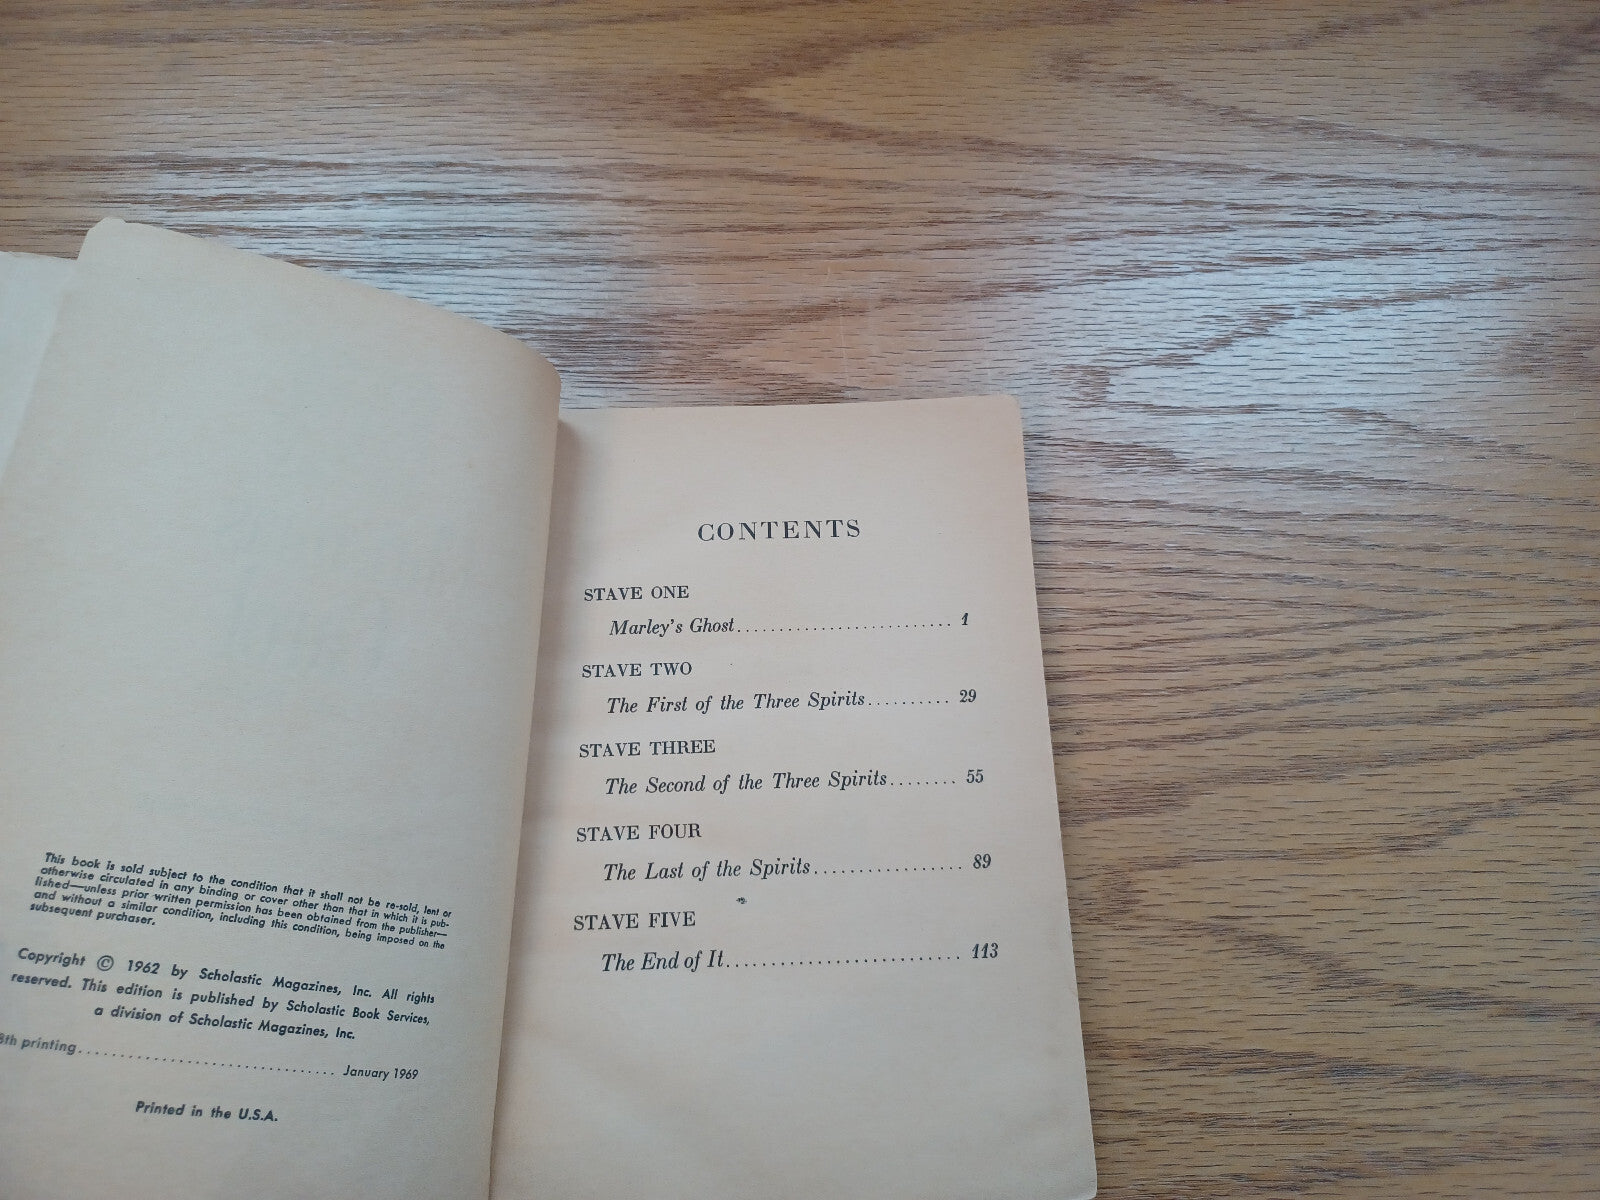 This book is sold subject to the condition that it shall not be re-sold, lent or
otherwise circulated in any binding or cover other than that in which it is pub-
lished—unless prior written permission has been obtained from the publisher—
and without a similar condition, including this condition, being imposed on the
subsequent purchaser.
Copyright © 1962 by Scholastic Magazines, Inc. All rights
reserved. This edition is published by Scholastic Book Services,
a division of Scholastic Magazines, Inc.
printing.................................. January 1969
Printed in the U.S.A.
CONTENTS
STAVE ONE
Marley's Ghost.......................... 1
STAVE TWO
The First of the Three Spirits.......... 29
STAVE THREE
The Second of the Three Spirits........ 55
STAVE FOUR
The Last of the Spirits................. 89
STAVE FIVE
The End of It........................... 113